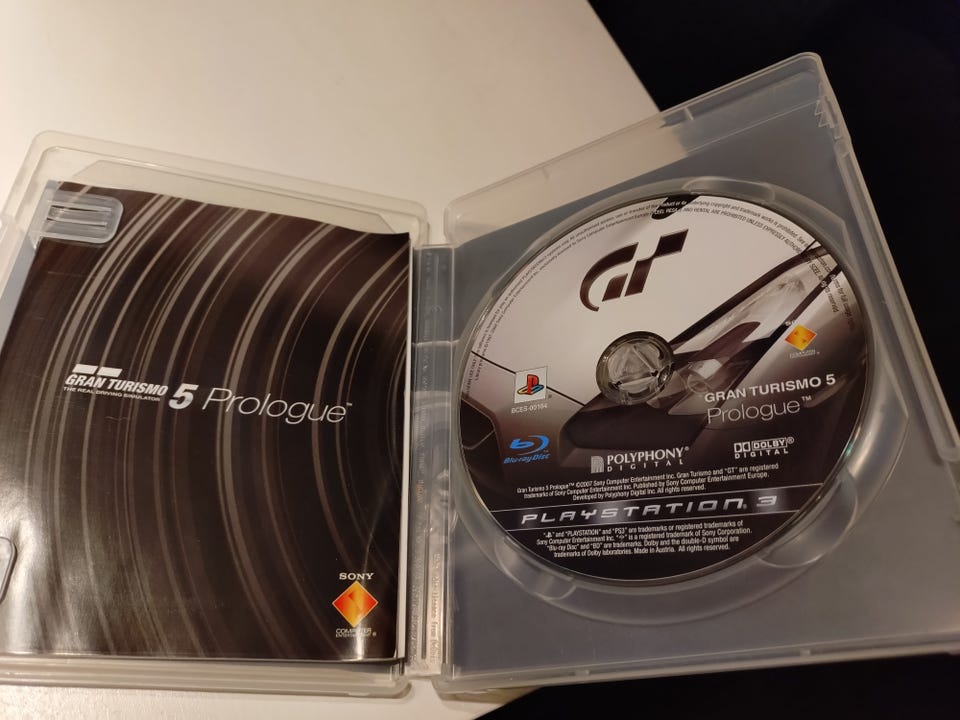 GRAN TURISMO 5 Prologue™
THE REAL DRIVING SIMULATOR
SONY
COMPUTER
ENTERTAINMENT®
GT
BCES-00104
GRAN TURISMO 5
Prologue™
Blu-ray Disc
POLYPHONY®
DIGITAL
DOLBY®
DIGITAL
Gran Turismo 5 Prologue™ ©2007 Sony Computer Entertainment Inc. Gran Turismo and "GT" are registered
trademarks of Sony Computer Entertainment Inc. Published by Sony Computer Entertainment Europe.
Developed by Polyphony Digital Inc. All rights reserved.
PLAYSTATION®3
" " and "PLAYSTATION" and "PS3" are trademarks or registered trademarks of
Sony Computer Entertainment Inc. " " is a registered trademark of Sony Corporation.
"Blu-ray Disc" and "BD" are trademarks. Dolby and the double-D symbol are
trademarks of Dolby laboratories. Made in Austria. All rights reserved.